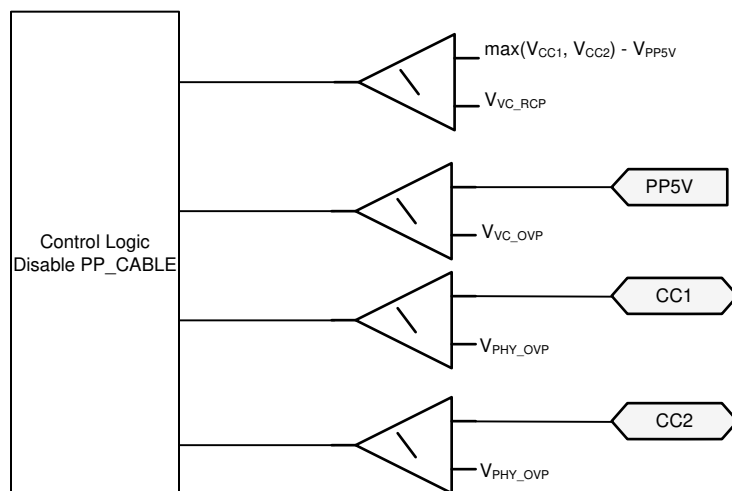 max(VCC1, VCC2) - VPP5V
VVC_RCP
PP5V
VVC_OVP
Control Logic
Disable PP_CABLE
CC1
VPHY_OVP
CC2
VPHY_OVP